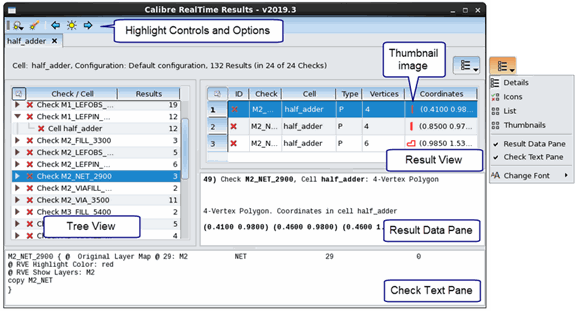 Calibre RealTime Results - v2019.3
Highlight Controls and Options
half_adder
Cell: half_adder, Configuration: Default configuration, 132 Results (in 24 of 24 Checks)
Thumbnail image
Details
Icons
List
Thumbnails
Result Data Pane
Check Text Pane
Change Font
Check / Cell Results
Check M1_LEFOBS_... 19
Check M1_LEFPIN_... 12
Cell half_adder 12
Check M2_FILL_3300 3
Check M2_LEFOBS_... 5
Check M2_LEFPIN_... 6
Check M2_NET_2900 3
Check M2_VIAFILL_... 2
Check M2_VIA_3500 11
Check M3_FILL_5400 2
5
4
Tree View
ID Check Cell Type Vertices Coordinates
1 M2_... half_adder P 4 (0.4100 0.98...
2 M2_N... half_adder P 4 (0.8500 0.97...
3 M2_N... half_adder P 6 (0.9850 1.53...
Result View
49) Check M2_NET_2900, Cell half_adder: 4-Vertex Polygon
4-Vertex Polygon. Coordinates in cell half_adder
(0.4100 0.9800) (0.4600 0.9800) (0.4600 1.
Result Data Pane
M2_NET_2900 { @ Original Layer Map @ 29: M2 NET 29 0
@ RVE Highlight Color: red
@ RVE Show Layers: M2
copy M2_NET
}
Check Text Pane